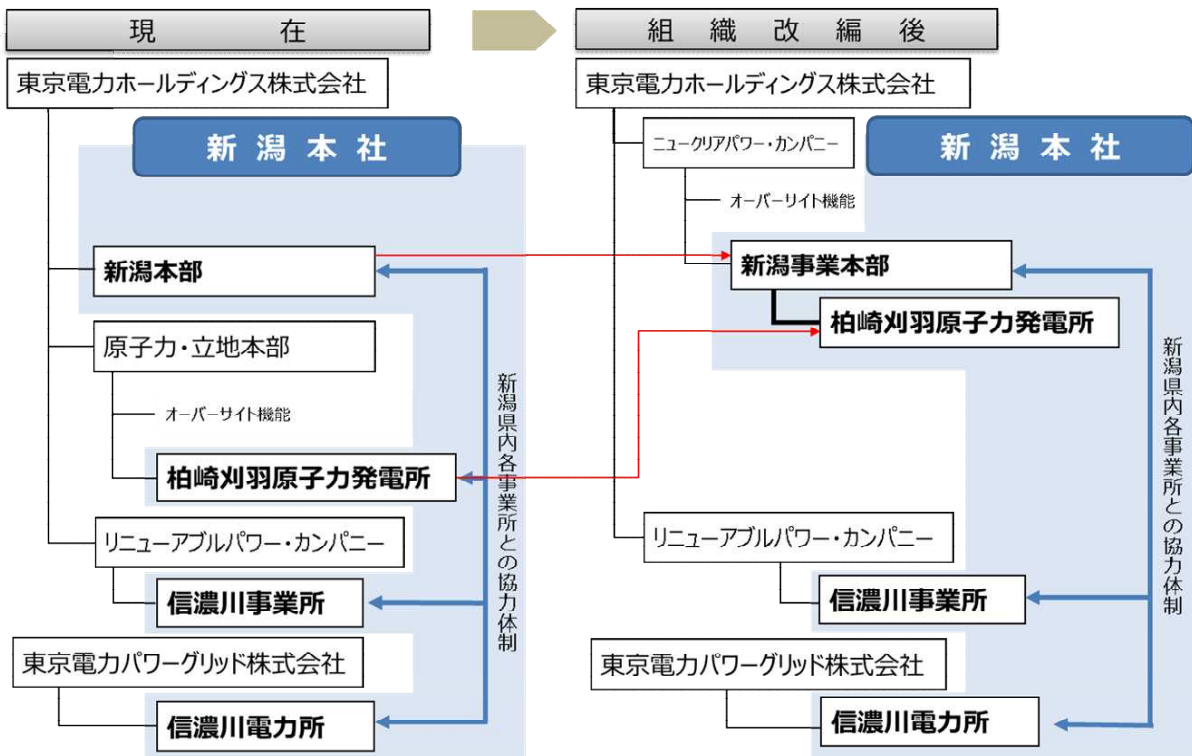 現在
東京電力ホールディングス株式会社
新潟本社
新潟本部
原子力・立地本部
オーバーサイト機能
柏崎刈羽原子力発電所
リニューアブルパワー・カンパニー
信濃川事業所
東京電力パワーグリッド株式会社
信濃川電力所
新潟県内各事業所との協力体制
組織改編後
東京電力ホールディングス株式会社
ニュークリアパワー・カンパニー
新潟本社
オーバーサイト機能
新潟事業本部
柏崎刈羽原子力発電所
リニューアブルパワー・カンパニー
信濃川事業所
東京電力パワーグリッド株式会社
信濃川電力所
新潟県内各事業所との協力体制